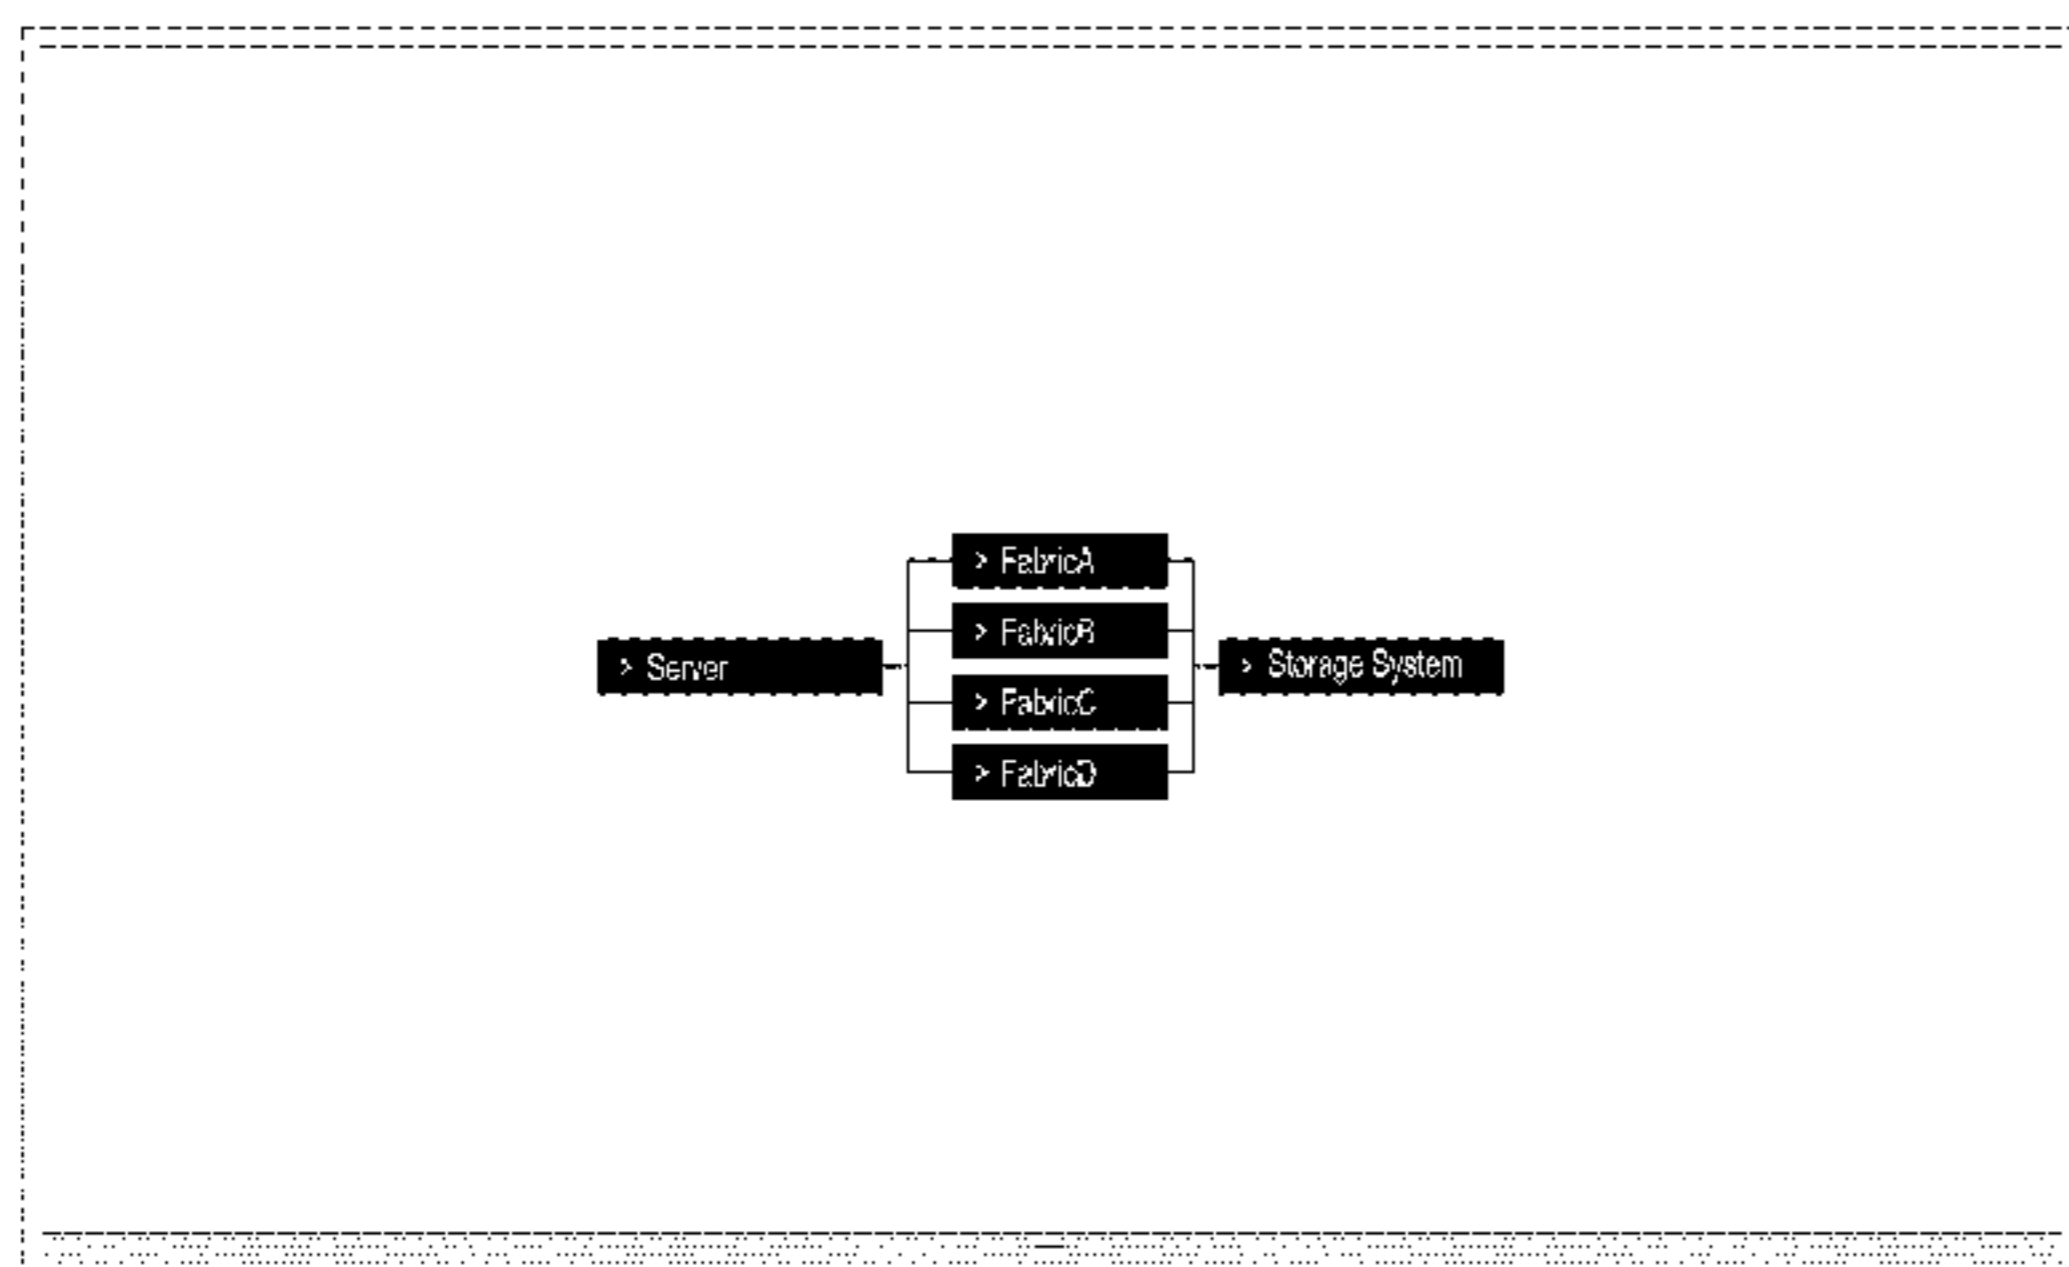 > FabricA
> FabricB
> Server
> Storage System
> FabricC
> FabricD